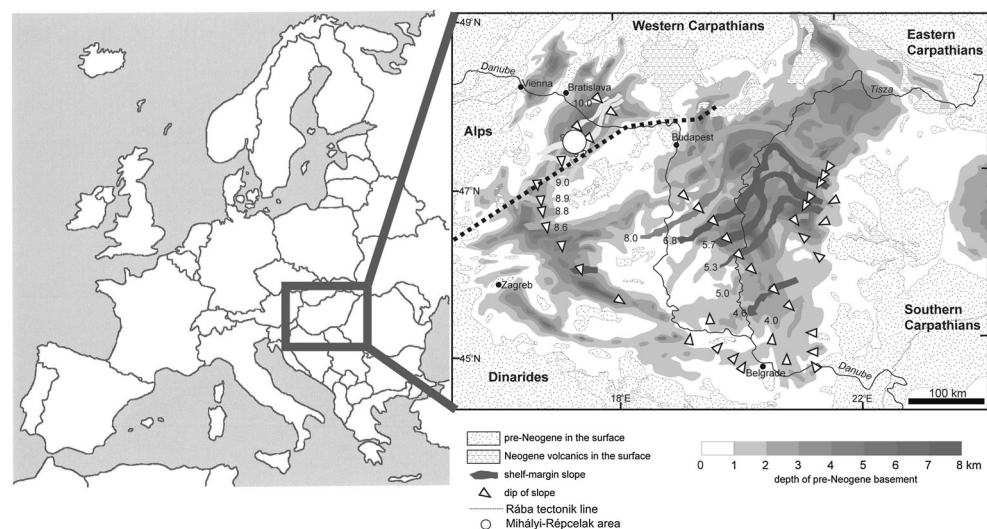 49°N
Western Carpathians
Eastern
Carpathians
Danube
Vienna
Bratislava
Tisza
10.0
Alps
Budapest
47°N
9.0
8.9
8.8
8.6
8.0
6.8
5.7
5.3
Zagreb
5.0
4.6
4.0
Southern
Carpathians
45°N
Belgrade
Danube
Dinarides
18°E
22°E
100 km
pre-Neogene in the surface
Neogene volcanics in the surface
shelf-margin slope
dip of slope
Rába tectonik line
Mihályi-Répcelak area
0 1 2 3 4 5 6 7 8 km
depth of pre-Neogene basement